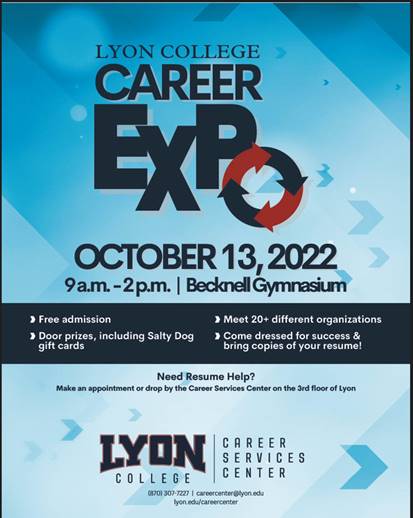 LYON COLLEGE
CAREER
EXPO
OCTOBER 13, 2022
9 a.m. - 2 p.m. | Becknell Gymnasium
Free admission
Door prizes, including Salty Dog
gift cards
Meet 20+ different organizations
Come dressed for success &
bring copies of your resume!
Need Resume Help?
Make an appointment or drop by the Career Services Center on the 3rd floor of Lyon
LYON
COLLEGE
CAREER
SERVICES
CENTER
(870) 307-7227 | careercenter@lyon.edu
lyon.edu/careercenter